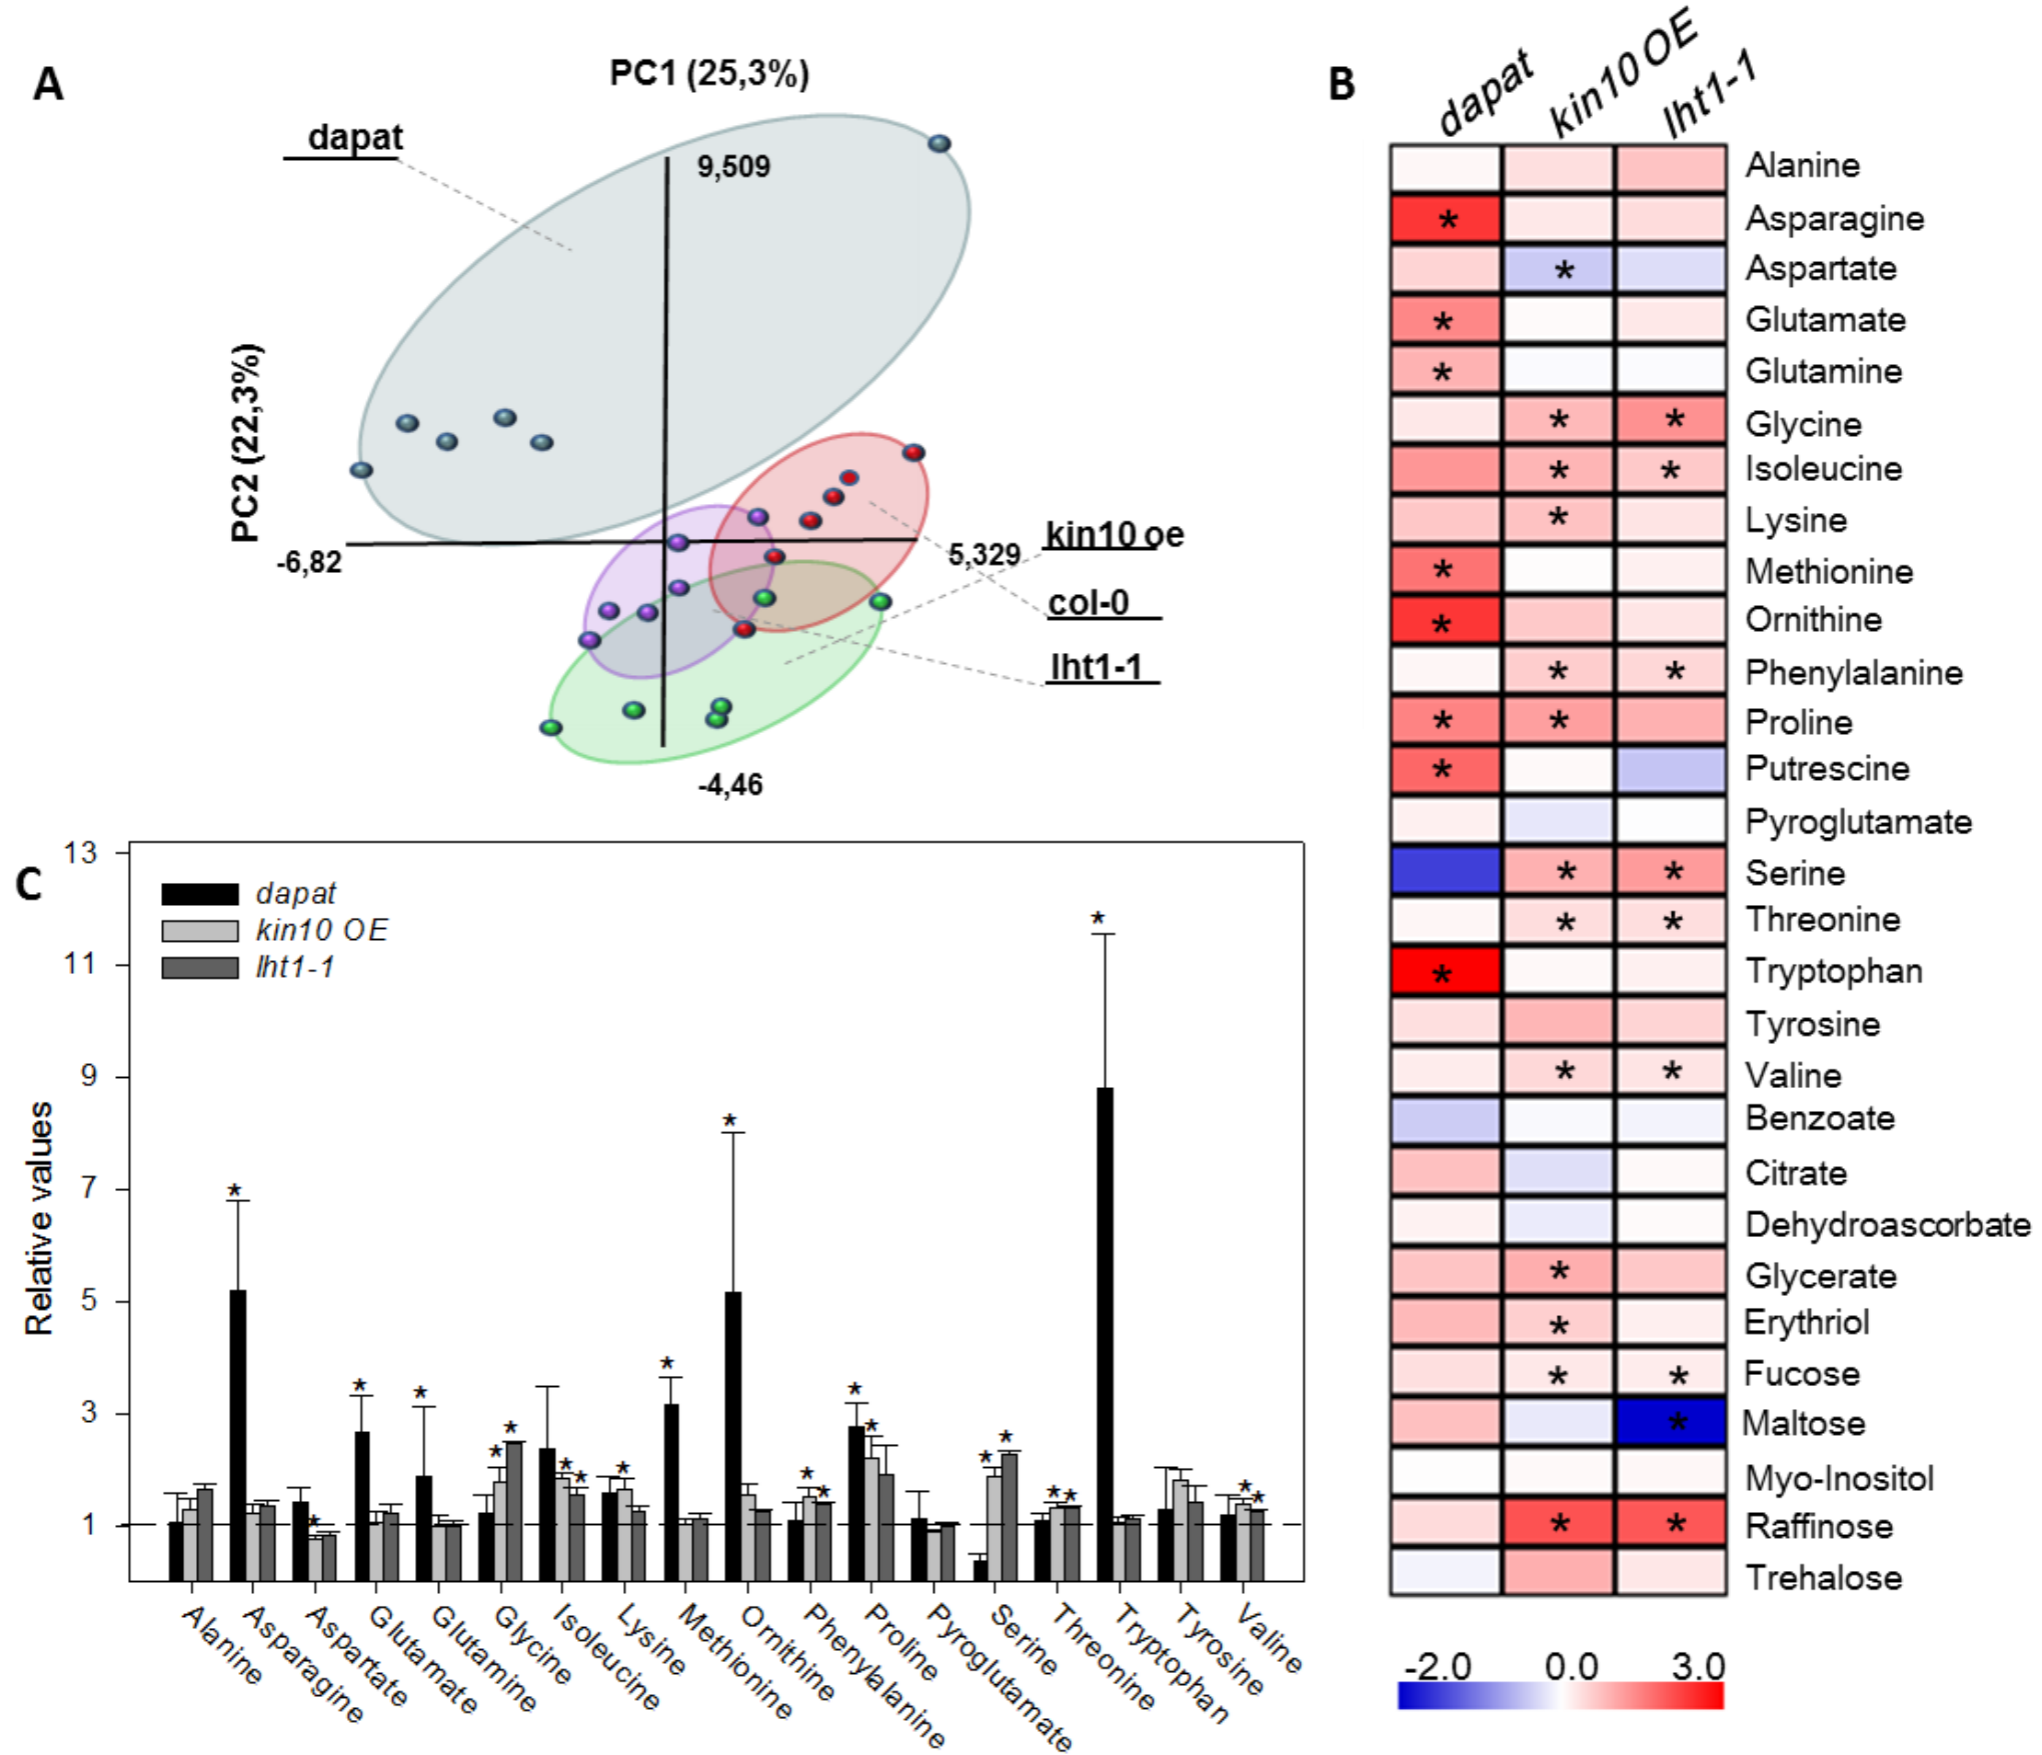 A
PC1 (25,3%)
dapat
9,509
PC2 (22,3%)
-6,82
5,329
kin10 oe
col-0
lht1-1
-4,46
B
dapat
kin10 OE
lht1-1
Alanine
* Asparagine
* Aspartate
* Glutamate
* Glutamine
* * Glycine
* * Isoleucine
* Lysine
* Methionine
* Ornithine
* * Phenylalanine
* * Proline
* Putrescine
Pyroglutamate
* * Serine
* * Threonine
* Tryptophan
Tyrosine
* * Valine
Benzoate
Citrate
Dehydroascorbate
* Glycerate
* Erythriol
* * Fucose
* Maltose
Myo-Inositol
* * Raffinose
Trehalose
-2.0 0.0 3.0
C
dapat
kin10 OE
lht1-1
Relative values
13
11
9
7
5
3
1
* * * * * * * * * * * * * * * * * * * * * * *
Alanine
Asparagine
Aspartate
Glutamate
Glutamine
Glycine
Isoleucine
Lysine
Methionine
Ornithine
Phenylalanine
Proline
Pyroglutamate
Serine
Threonine
Tryptophan
Tyrosine
Valine